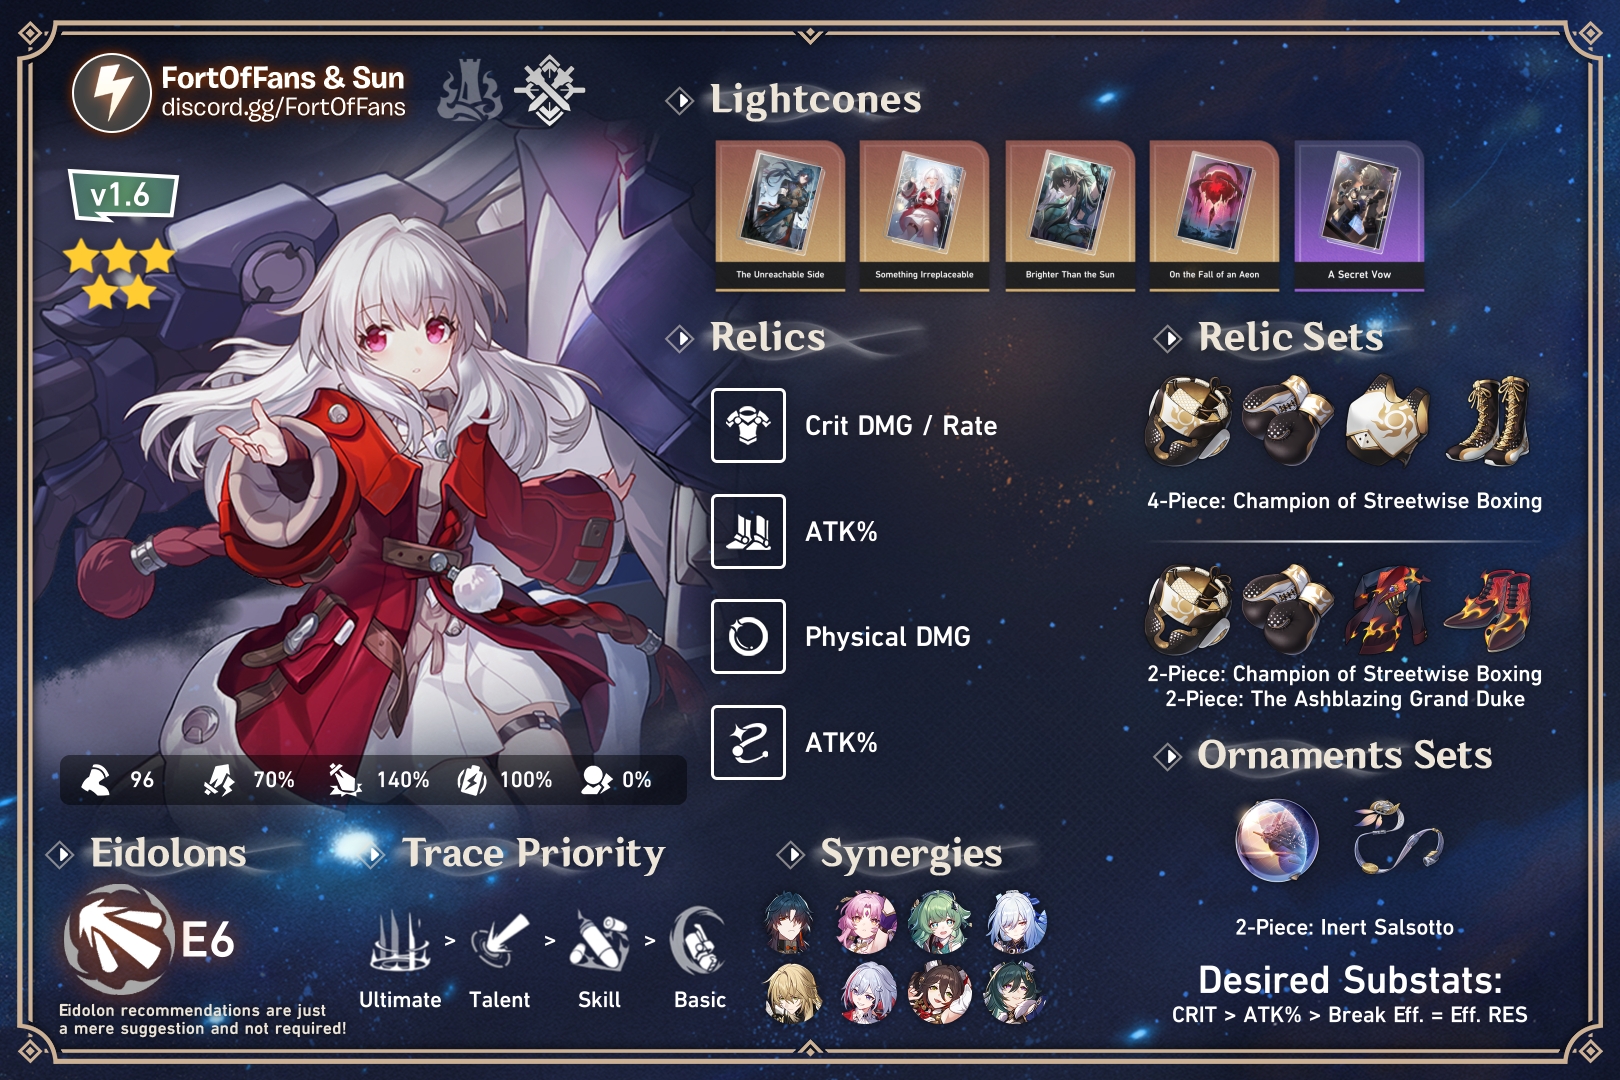 FortOfFans & Sun
discord.gg/FortOfFans
v1.6
Lightcones
The Unreachable Side
Something Irreplaceable
Brighter Than the Sun
On the Fall of an Aeon
A Secret Vow
Relics
Crit DMG / Rate
ATK%
Physical DMG
ATK%
Relic Sets
4-Piece: Champion of Streetwise Boxing
2-Piece: Champion of Streetwise Boxing
2-Piece: The Ashblazing Grand Duke
Ornaments Sets
2-Piece: Inert Salsotto
Desired Substats:
CRIT > ATK% > Break Eff. = Eff. RES
96 70% 140% 100% 0%
Eidolons
E6
Eidolon recommendations are just
a mere suggestion and not required!
Trace Priority
> > >
Ultimate Talent Skill Basic
Synergies